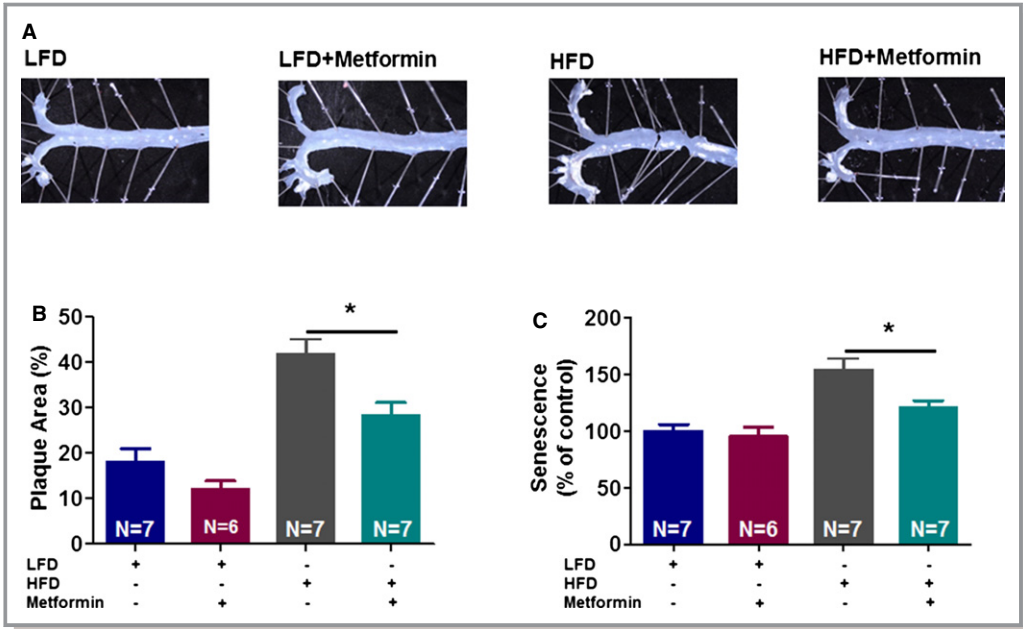 A
LFD
LFD+Metformin
HFD
HFD+Metformin
B
Plaque Area (%)
50
40
30
20
10
0
*
N=7
N=6
N=7
N=7
LFD + + - -
HFD - - + +
Metformin - + - +
C
Senescence
(% of control)
200
150
100
50
0
*
N=7
N=6
N=7
N=7
LFD + + - -
HFD - - + +
Metformin - + - +